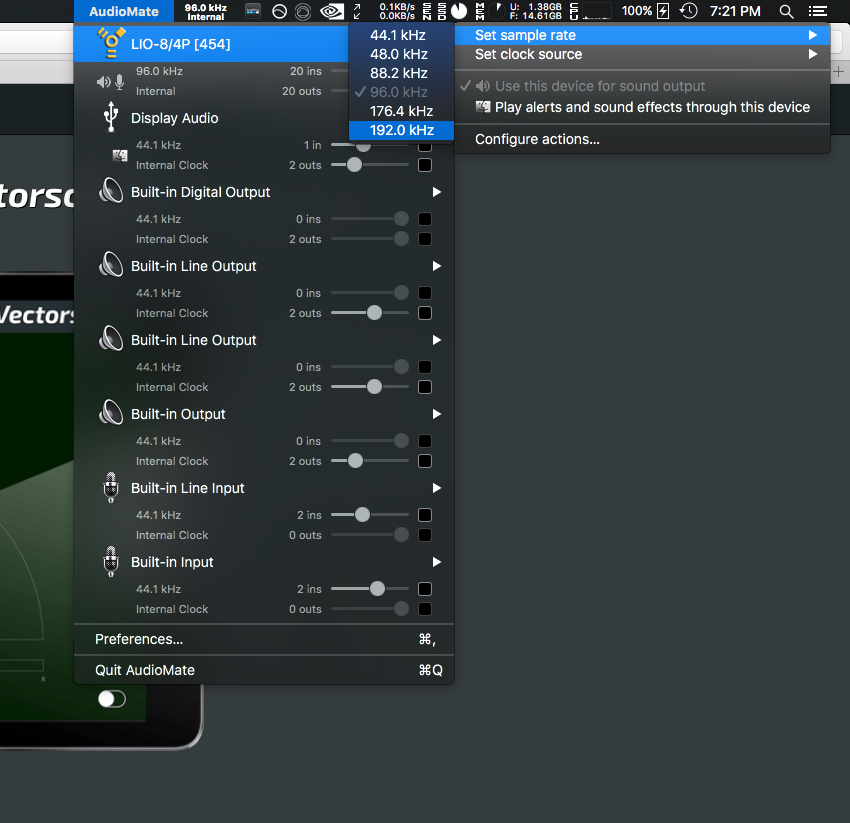 AudioMate
96.0 kHz
Internal
0.1KB/s
0.0KB/s
SEN
SSD
MEM
U: 1.38GB
F: 14.61GB
CPU
100%
7:21 PM
LIO-8/4P [454]
96.0 kHz 20 ins
Internal 20 outs
44.1 kHz
48.0 kHz
88.2 kHz
✓ 96.0 kHz
176.4 kHz
192.0 kHz
Set sample rate
Set clock source
✓ Use this device for sound output
Play alerts and sound effects through this device
Configure actions...
Display Audio
44.1 kHz 1 in
Internal Clock 2 outs
Built-in Digital Output
44.1 kHz 0 ins
Internal Clock 2 outs
Built-in Line Output
44.1 kHz 0 ins
Internal Clock 2 outs
Built-in Line Output
44.1 kHz 0 ins
Internal Clock 2 outs
Built-in Output
44.1 kHz 0 ins
Internal Clock 2 outs
Built-in Line Input
44.1 kHz 2 ins
Internal Clock 0 outs
Built-in Input
44.1 kHz 2 ins
Internal Clock 0 outs
Preferences... ⌘,
Quit AudioMate ⌘Q
torsc
Vectors